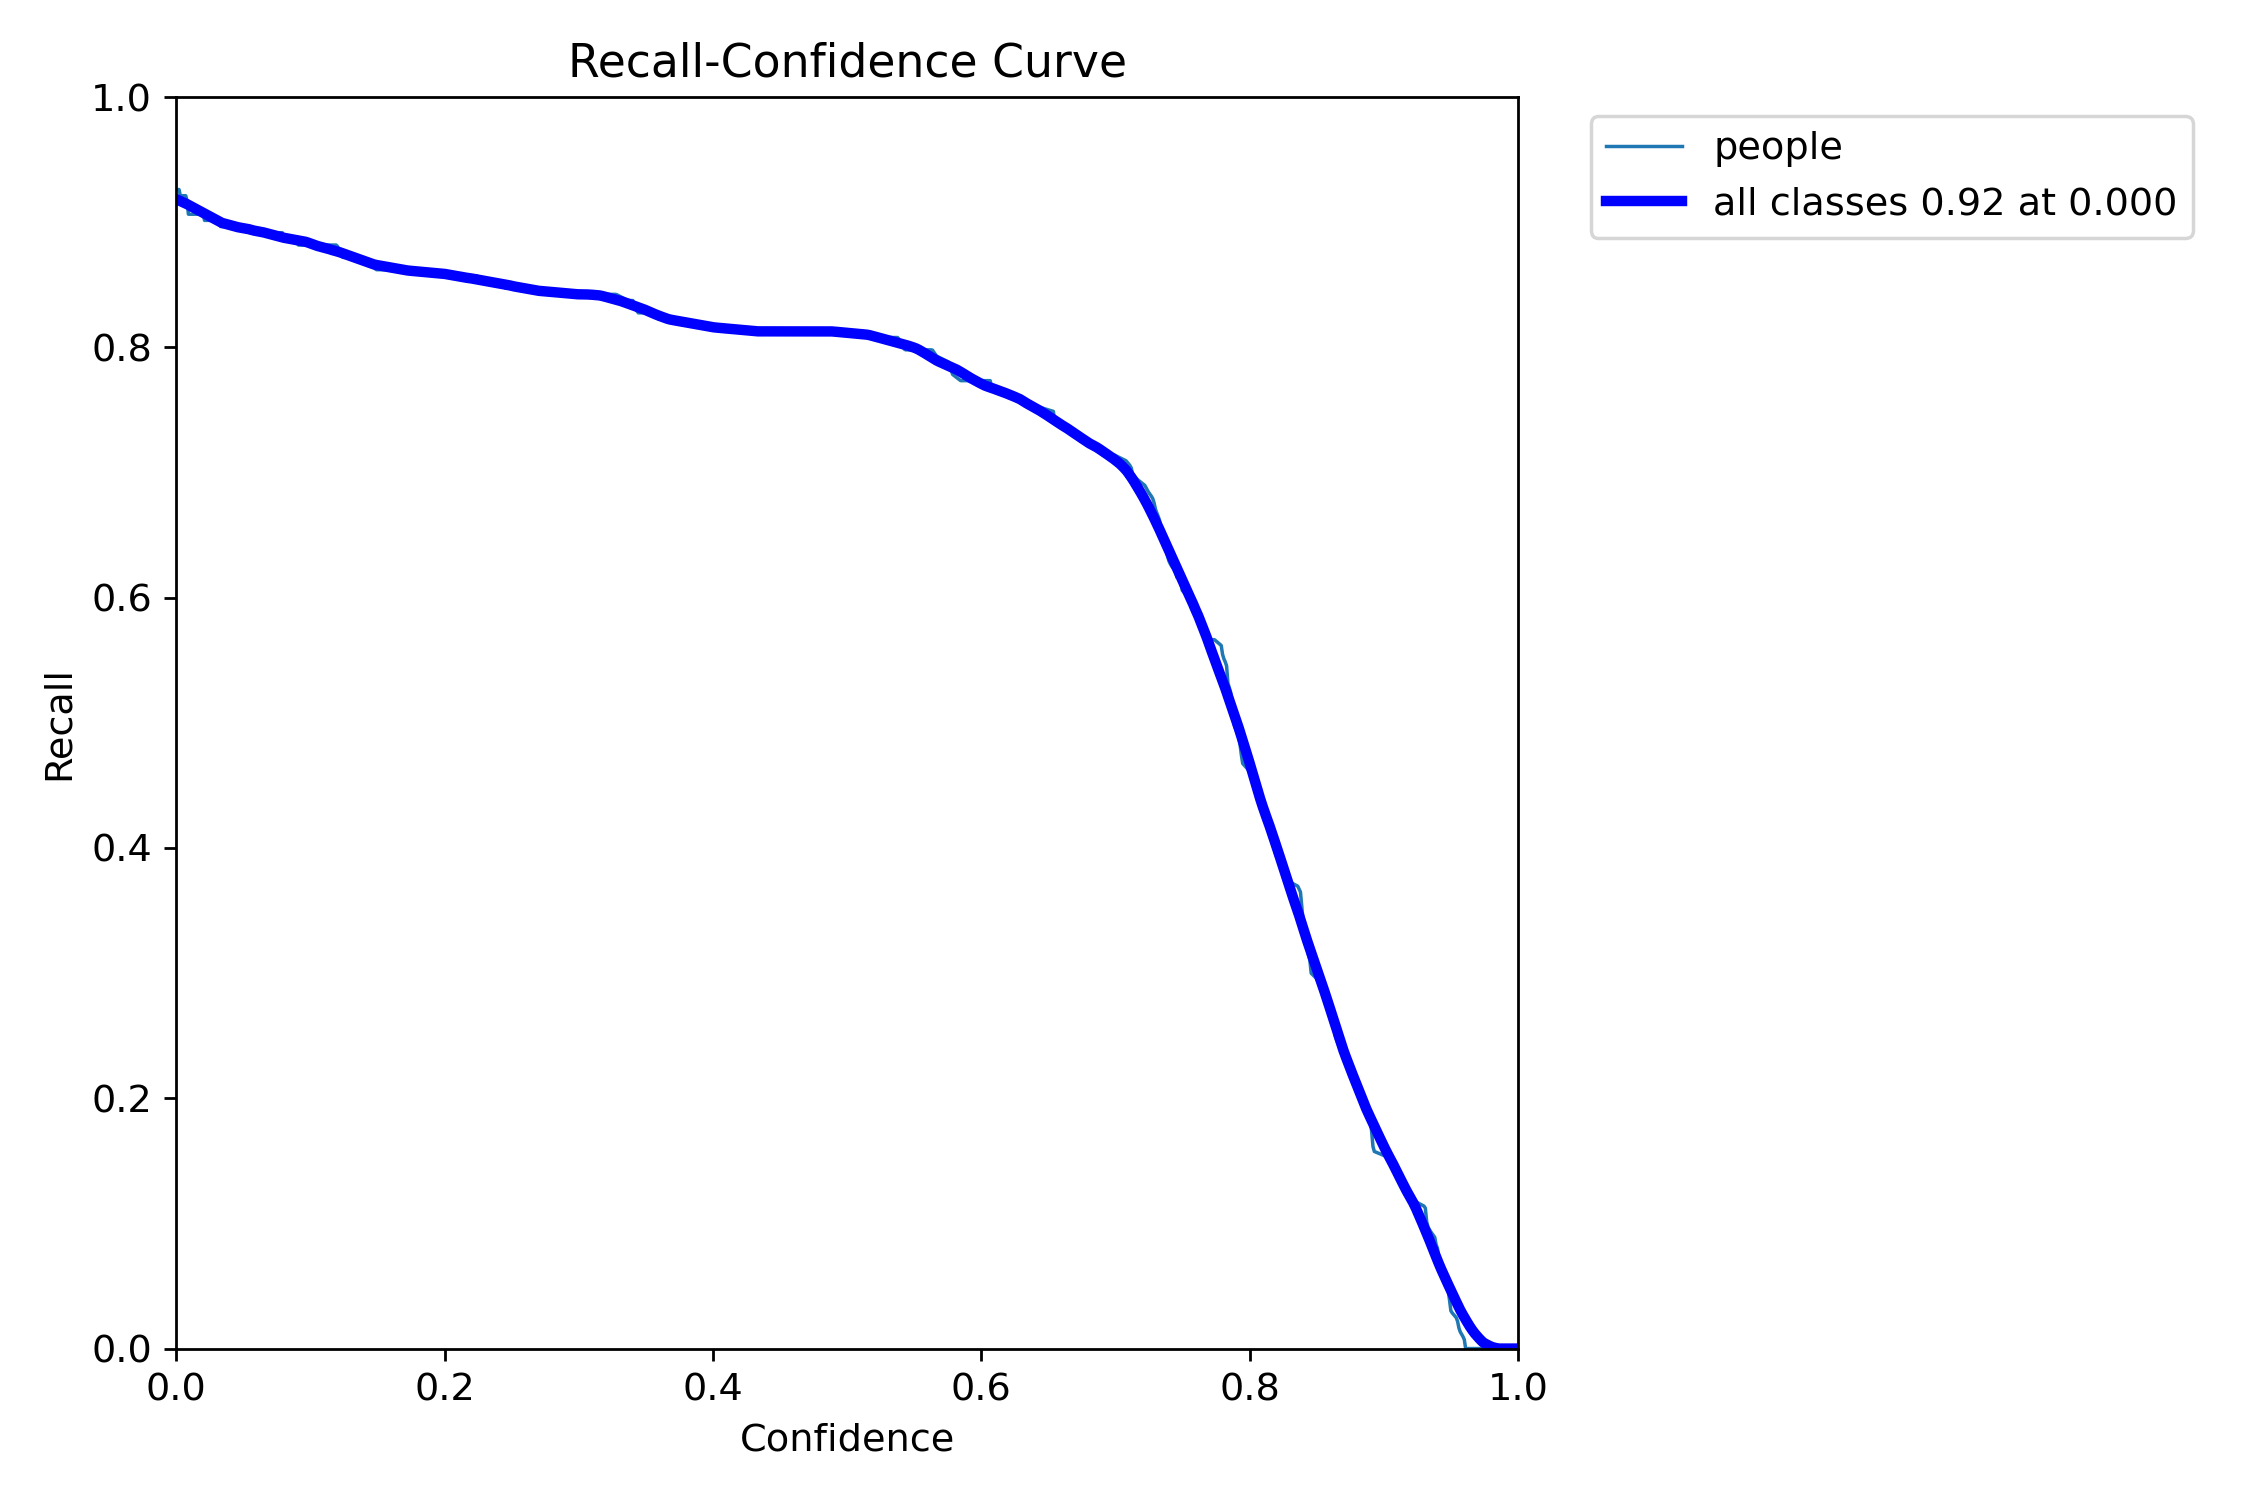 Recall-Confidence Curve
1.0
0.8
0.6
0.4
0.2
0.0
Recall
0.0 0.2 0.4 0.6 0.8 1.0
Confidence
people
all classes 0.92 at 0.000